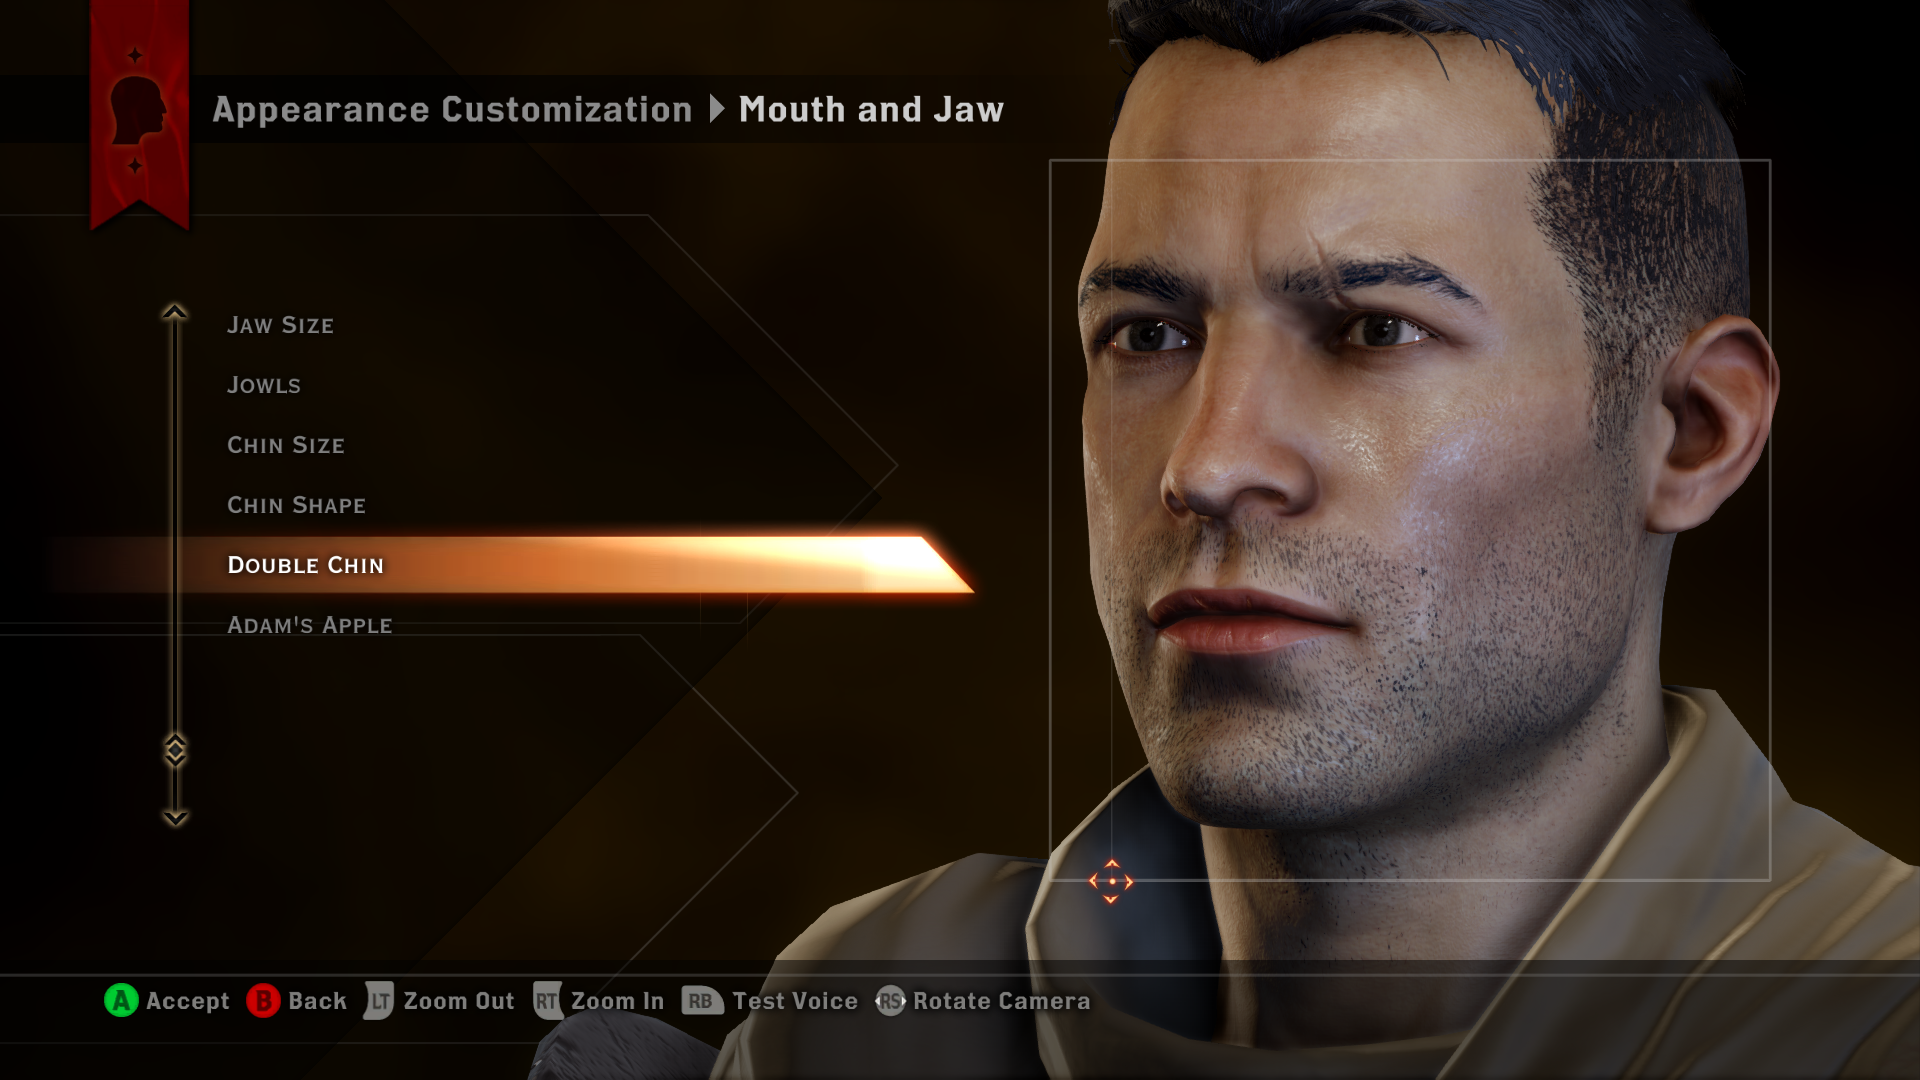 Appearance Customization ▶ Mouth and Jaw
JAW SIZE
JOWLS
CHIN SIZE
CHIN SHAPE
DOUBLE CHIN
ADAM'S APPLE
A Accept B Back LT Zoom Out RT Zoom In RB Test Voice RS Rotate Camera